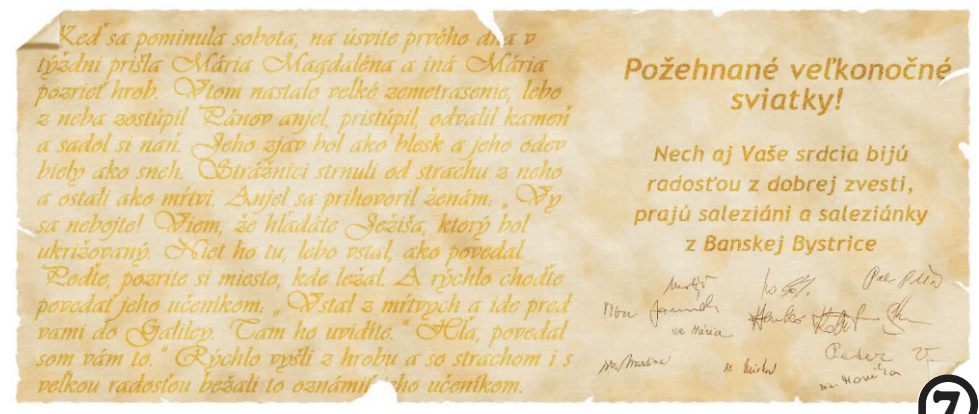 Keď sa pominula sobota, na úsvite prvého dňa v
týždni prišla Mária Magdaléna a iná Mária
pozrieť hrob. Vtom nastalo veľké zemetrasenie, lebo
z neba zostúpil Pánov anjel, pristúpil, odvalil kameň
a sadol si naň. Jeho zjav bol ako blesk a jeho odev
biely ako sneh. Strážnici strnuli od strachu z neho
a ostali ako mŕtvi. Anjel sa prihovoril ženám: „Vy
sa nebojte! Viem, že hľadáte Ježiša, ktorý bol
ukrižovaný. Niet ho tu, lebo vstal, ako povedal.
Poďte, pozrite si miesto, kde ležal. A rýchlo choďte
povedať jeho učeníkom: „Vstal z mŕtvych a ide pred
vami do Galiley. Tam ho uvidíte.“ Hľa, povedal
som vám to.“ Rýchlo vyšli z hrobu a so strachom i s
veľkou radosťou bežali to oznámiť jeho učeníkom.
Požehnané veľkonočné
sviatky!
Nech aj Vaše srdcia bijú
radosťou z dobrej zvesti,
prajú saleziáni a saleziánky
z Banskej Bystrice
sr. Mária
Peter V.
7